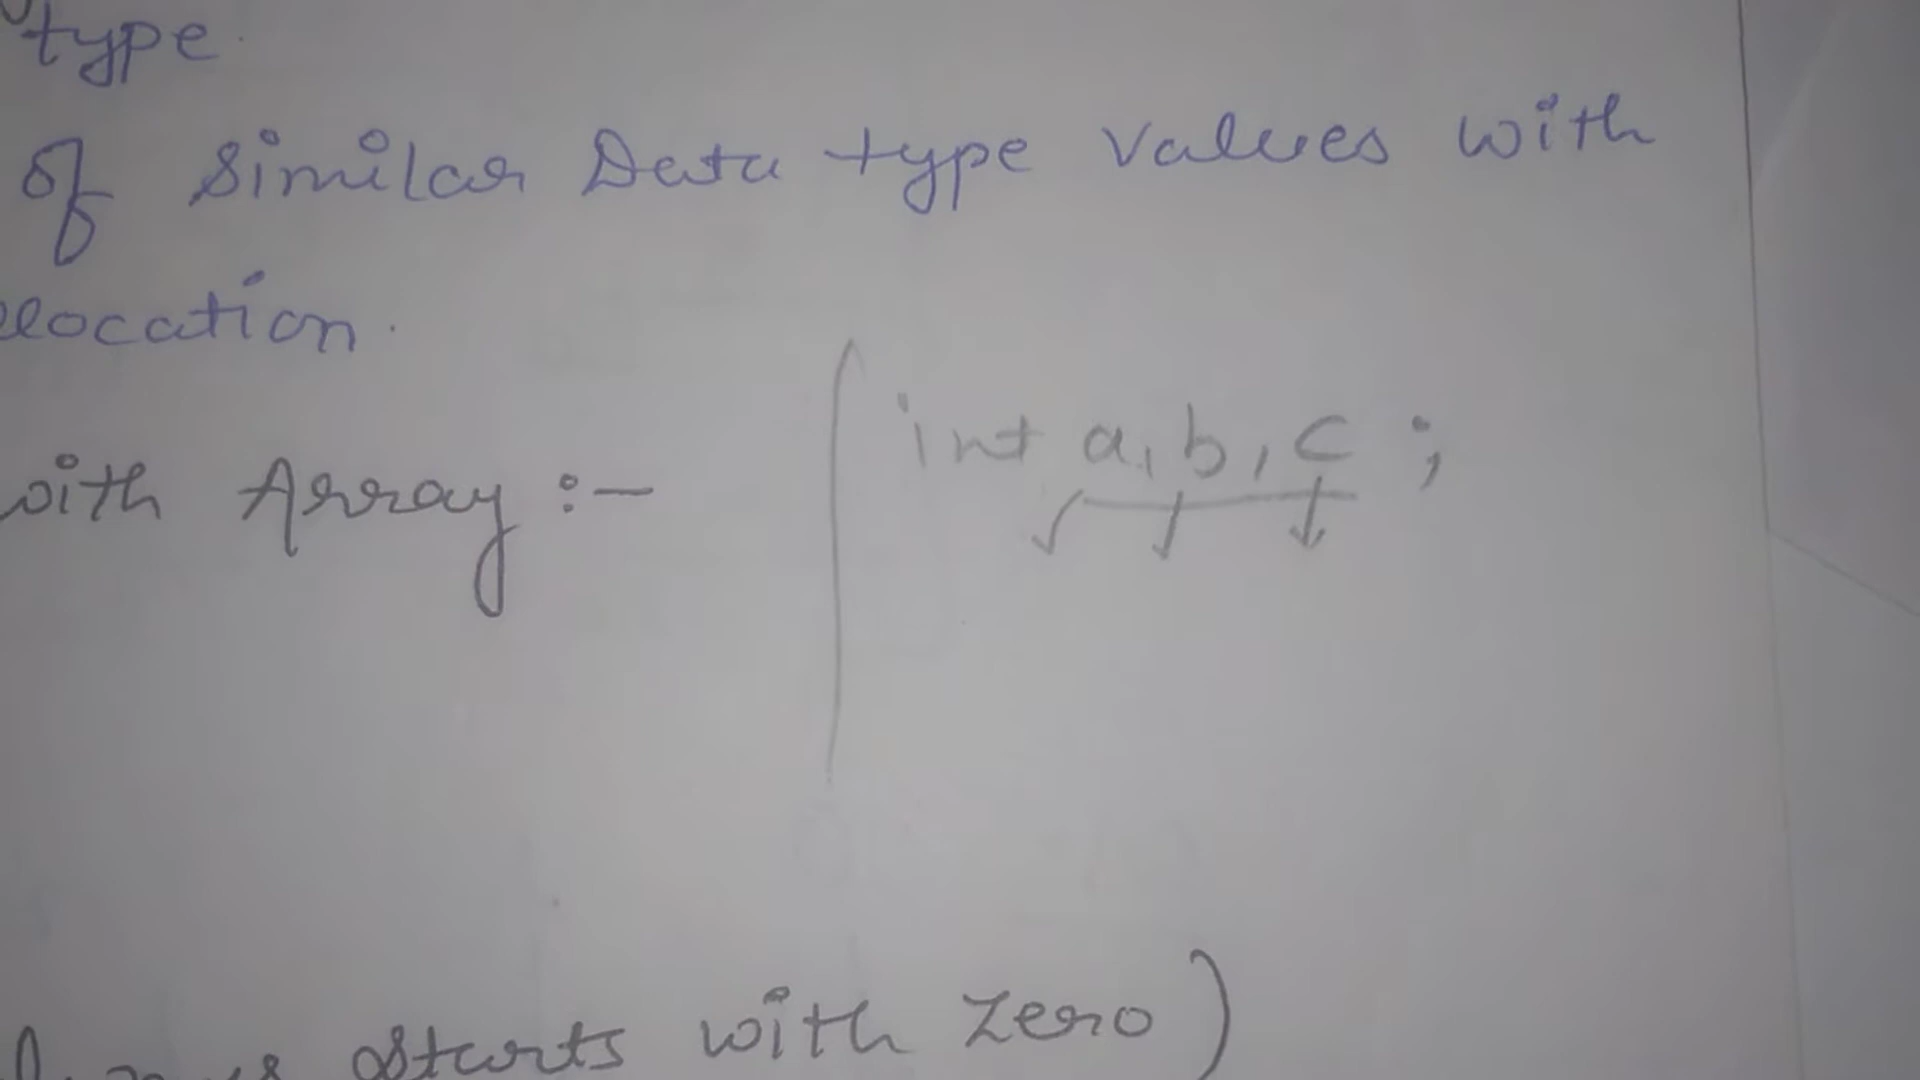 type.
of Similar Data type Values with
location.
with Array :-
int a, b, c ;
starts with zero)